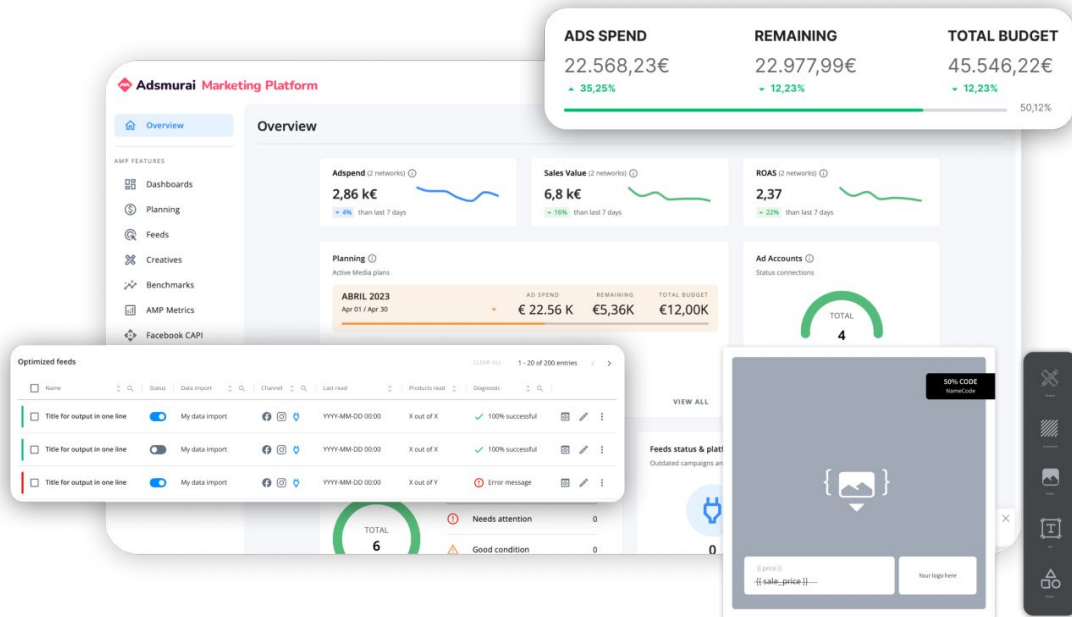 ADS SPEND REMAINING TOTAL BUDGET
22.568,23€ 22.977,99€ 45.546,22€
35,25% 12,23% 12,23%
50,12%
Adsmurai Marketing Platform
Overview
AMP FEATURES
Dashboards
Planning
Feeds
Creatives
Benchmarks
AMP Metrics
Facebook CAPI
Overview
Adspend (2 networks)
2,86 k€
4% than last 7 days
Sales Value (2 networks)
6,8 k€
16% than last 7 days
ROAS (2 networks)
2,37
22% than last 7 days
Planning
Active Media plans
ABRIL 2023
Apr 01 / Apr 30
AD SPEND REMAINING TOTAL BUDGET
€ 22.56 K €5,36K €12,00K
Ad Accounts
Status connections
TOTAL
4
VIEW ALL
Optimized feeds
CLEAR ALL 1 - 20 of 200 entries
Name Status Data import Channel Last read Products read Diagnostic
Title for output in one line My data import YYYY-MM-DD 00:00 X out of X 100% successful
Title for output in one line My data import YYYY-MM-DD 00:00 X out of X 100% successful
Title for output in one line My data import YYYY-MM-DD 00:00 X out of Y Error message
TOTAL
6
Needs attention 0
Good condition 0
Feeds status & plat
Outdated campaigns an
0
50% CODE
NameCode
{ }
{{ price }}
{{ sale_price }}
Your logo here
T